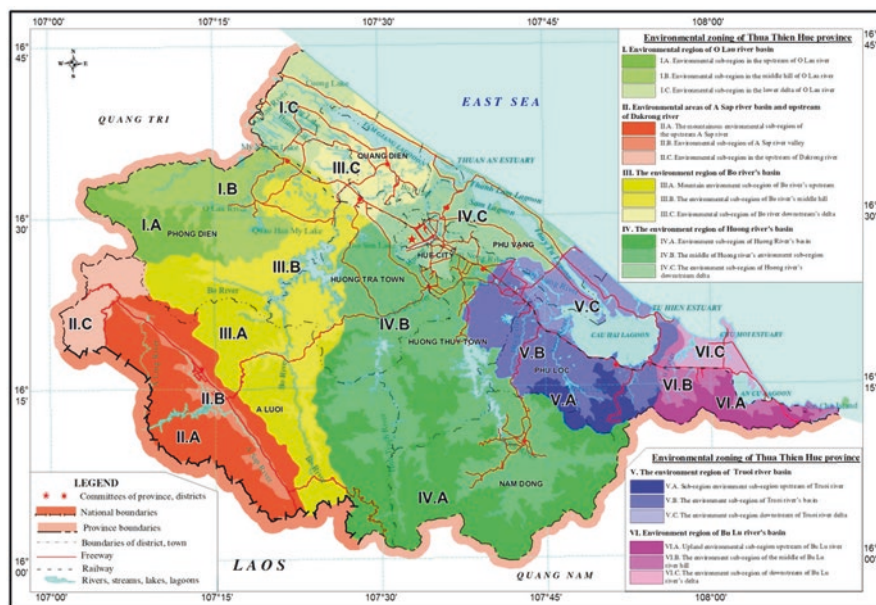 107°00' 107°15' 107°30' 107°45' 108°00'
16° 45'
16° 30'
16° 15'
16° 00'
QUANG TRI
EAST SEA
LAOS
QUANG NAM
I.C
I.B
I.A
PHONG DIEN
III.C
QUANG DIEN
THUAN AN ESTUARY
IV.C
PHU VANG
HUE CITY
III.B
HUONG TRA TOWN
Bo River
II.C
III.A
IV.B
HUONG THUY TOWN
V.C
TU HIEN ESTUARY
CAU HAI LAGOON
VI.C
V.B
PHU LOC
VI.B
V.A
VI.A
II.B
A LUOI
II.A
IV.A
NAM DONG
Environmental zoning of Thua Thien Hue province
I. Environmental region of O Lau river basin
I.A. Environmental sub-region in the upstream of O Lau river
I.B. Environmental sub-region in the middle hill of O Lau river
I.C. Environmental sub-region in the lower delta of O Lau river
II. Environmental areas of A Sap river basin and upstream
of Dakrong river
II.A. The mountainous environmental sub-region of
the upstream A Sap river
II.B. Environmental sub-region of A Sap river valley
II.C. Environmental sub-region in the upstream of Dakrong river
III. The environment region of Bo river's basin
III.A. Mountain environment sub-region of Bo river's upstream
III.B. The environment sub-region of Bo river's middle hill
III.C. Environmental sub-region of Bo river downstream's delta
IV. The environment region of Huong river's basin
IV.A. Environment sub-region of Huong River's basin
IV.B. The middle of Huong river's environment sub-region
IV.C. The environment sub-region of Huong river's
downstream delta
Environmental zoning of Thua Thien Hue province
V. The environment region of Truoi river basin
V.A. Sub-region environment sub-region upstream of Truoi river
V.B. The environment sub-region of Truoi river's basin
V.C. The environment sub-region downstream of Truoi river delta
VI. Environment region of Bu Lu river's basin
VI.A. Upland environmental sub-region upstream of Bu Lu river
VI.B. The environment sub-region of the middle of Bu Lu
river hill
VI.C. The environment sub-region of downstream of Bu Lu
river's delta
LEGEND
Committees of province, districts
National boundaries
Province boundaries
Boundaries of district, town
Freeway
Railway
Rivers, streams, lakes, lagoons
107°00' 107°15' 107°30' 107°45' 108°00'